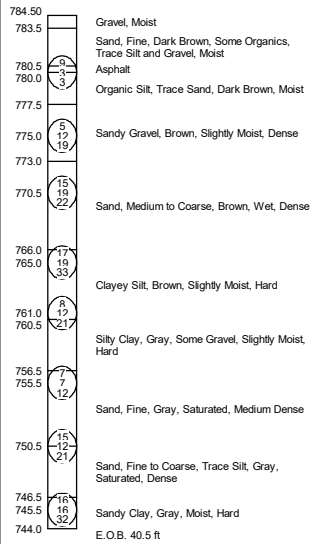 784.50
Gravel, Moist
783.5
Sand, Fine, Dark Brown, Some Organics,
Trace Silt and Gravel, Moist
780.5
9
Asphalt
3
780.0
3
Organic Silt, Trace Sand, Dark Brown, Moist
777.5
5
775.0
12
Sandy Gravel, Brown, Slightly Moist, Dense
19
773.0
15
770.5
19
22
Sand, Medium to Coarse, Brown, Wet, Dense
766.0
17
765.0
19
33
Clayey Silt, Brown, Slightly Moist, Hard
8
761.0
12
760.5
21
Silty Clay, Gray, Some Gravel, Slightly Moist,
Hard
756.5
7
755.5
7
12
Sand, Fine, Gray, Saturated, Medium Dense
15
750.5
12
21
Sand, Fine to Coarse, Trace Silt, Gray,
Saturated, Dense
746.5
16
745.5
16
Sandy Clay, Gray, Moist, Hard
32
744.0
E.O.B. 40.5 ft